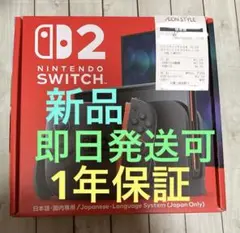 ÆON STYLE
2
NINTENDO
SWITCH
新品
即日発送可
1年保証
日本語・国内専用/Japanese-Language System (Japan Only)